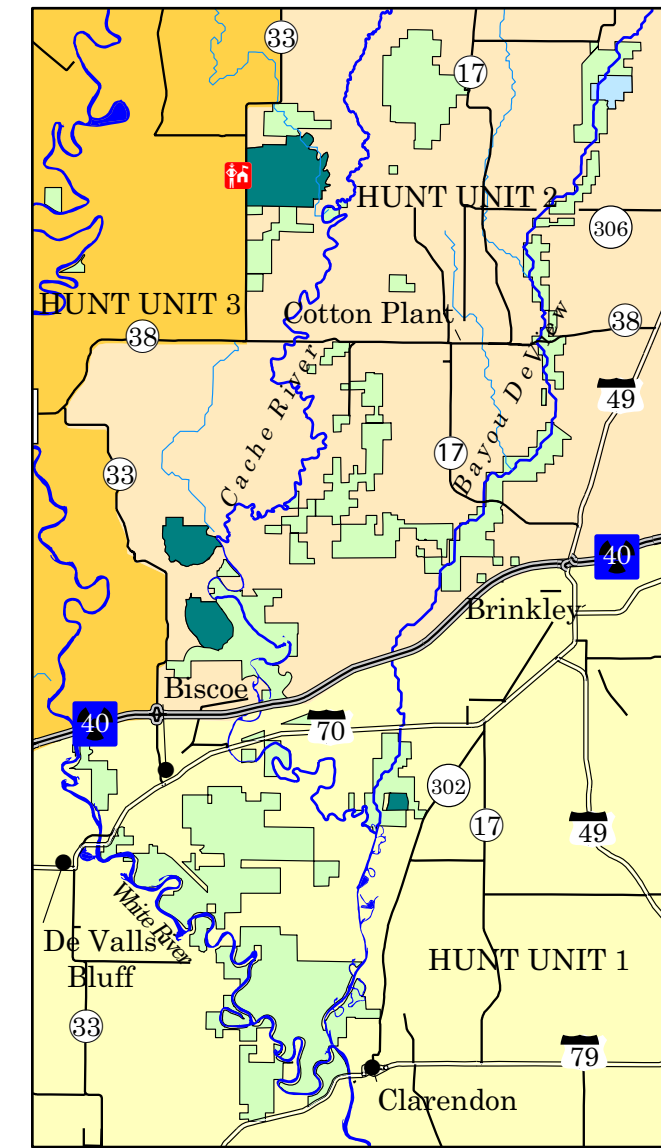 33
17
HUNT UNIT 2
306
HUNT UNIT 3
Cotton Plant
38
38
Cache River
Bayou DeView
49
17
33
40
Brinkley
Biscoe
40
70
302
17
49
White River
De Valls
Bluff
HUNT UNIT 1
33
79
Clarendon